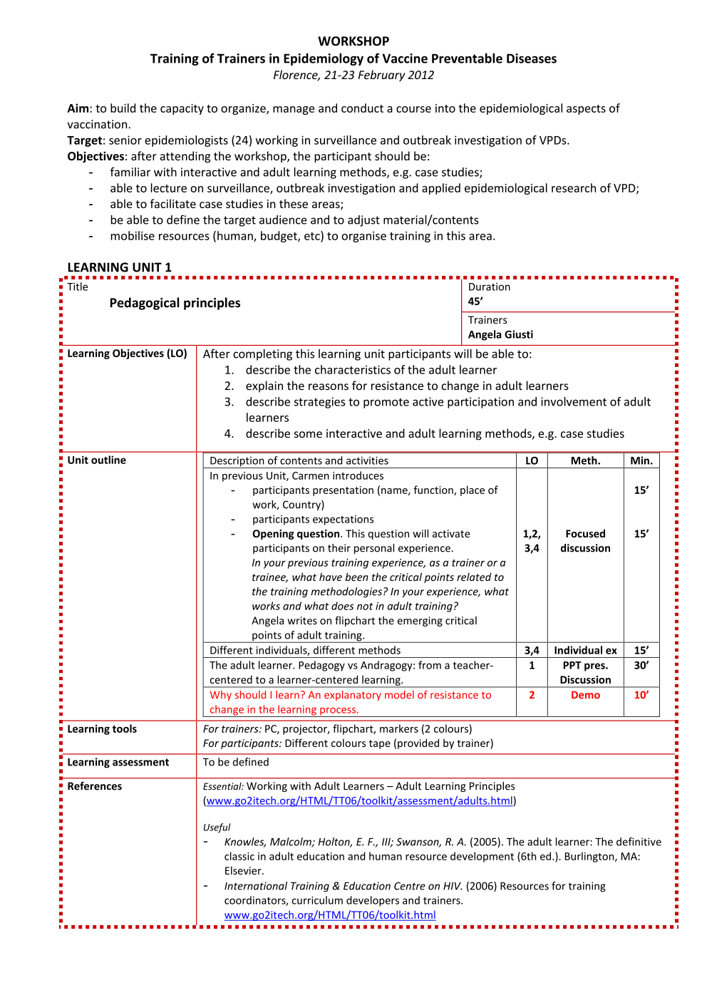 WORKSHOP
Training of Trainers in Epidemiology of Vaccine Preventable Diseases
Florence, 21-23 February 2012
Aim: to build the capacity to organize, manage and conduct a course into the epidemiological aspects of
vaccination.
Target: senior epidemiologists (24) working in surveillance and outbreak investigation of VPDs.
Objectives: after attending the workshop, the participant should be:
- familiar with interactive and adult learning methods, e.g. case studies;
- able to lecture on surveillance, outbreak investigation and applied epidemiological research of VPD;
- able to facilitate case studies in these areas;
- be able to define the target audience and to adjust material/contents
- mobilise resources (human, budget, etc) to organise training in this area.
LEARNING UNIT 1
Title
Pedagogical principles
Duration
45’
Trainers
Angela Giusti
Learning Objectives (LO)
After completing this learning unit participants will be able to:
1. describe the characteristics of the adult learner
2. explain the reasons for resistance to change in adult learners
3. describe strategies to promote active participation and involvement of adult
learners
4. describe some interactive and adult learning methods, e.g. case studies
Unit outline
Description of contents and activities LO Meth. Min.
In previous Unit, Carmen introduces
- participants presentation (name, function, place of 15’
work, Country)
- participants expectations
- Opening question. This question will activate 1,2, Focused 15’
participants on their personal experience. 3,4 discussion
In your previous training experience, as a trainer or a
trainee, what have been the critical points related to
the training methodologies? In your experience, what
works and what does not in adult training?
Angela writes on flipchart the emerging critical
points of adult training.
Different individuals, different methods 3,4 Individual ex 15’
The adult learner. Pedagogy vs Andragogy: from a teacher- 1 PPT pres. 30’
centered to a learner-centered learning. Discussion
Why should I learn? An explanatory model of resistance to 2 Demo 10’
change in the learning process.
Learning tools
For trainers: PC, projector, flipchart, markers (2 colours)
For participants: Different colours tape (provided by trainer)
Learning assessment
To be defined
References
Essential: Working with Adult Learners – Adult Learning Principles
(www.go2itech.org/HTML/TT06/toolkit/assessment/adults.html)
Useful
- Knowles, Malcolm; Holton, E. F., III; Swanson, R. A. (2005). The adult learner: The definitive
classic in adult education and human resource development (6th ed.). Burlington, MA:
Elsevier.
- International Training & Education Centre on HIV. (2006) Resources for training
coordinators, curriculum developers and trainers.
www.go2itech.org/HTML/TT06/toolkit.html